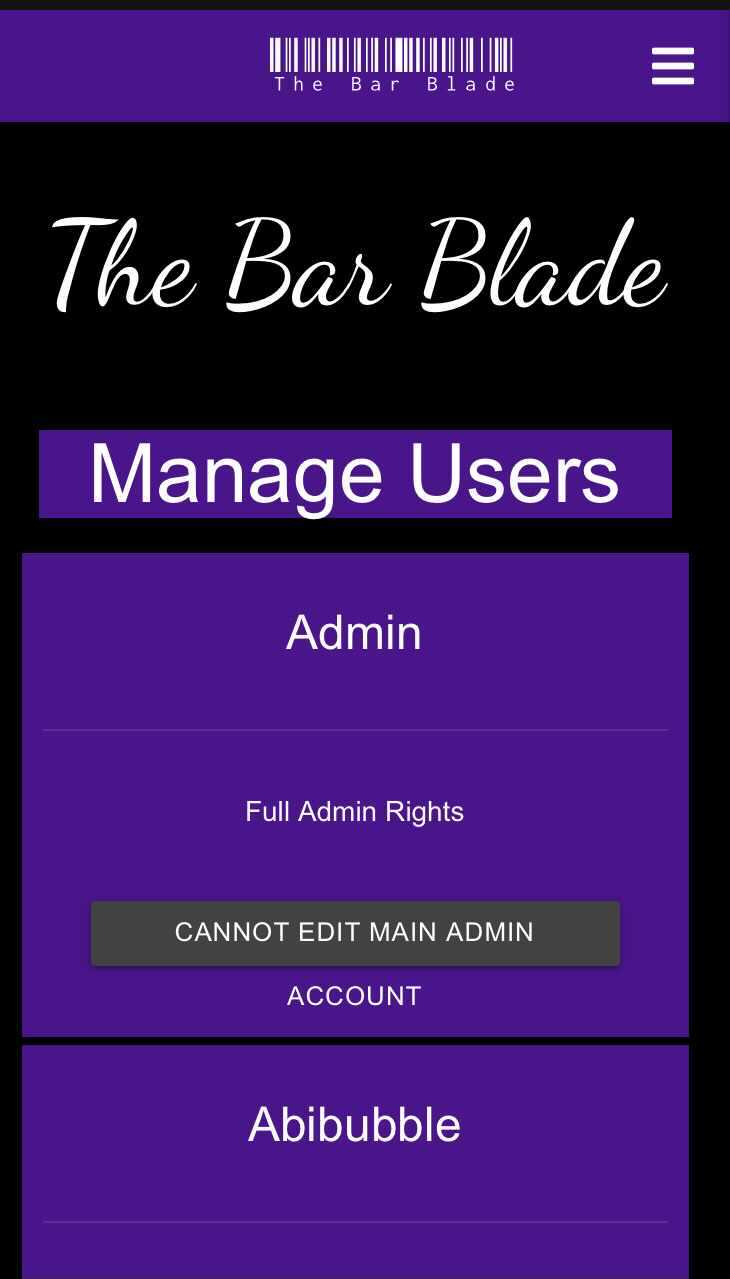 The Bar Blade
The Bar Blade
Manage Users
Admin
Full Admin Rights
CANNOT EDIT MAIN ADMIN
ACCOUNT
Abibubble